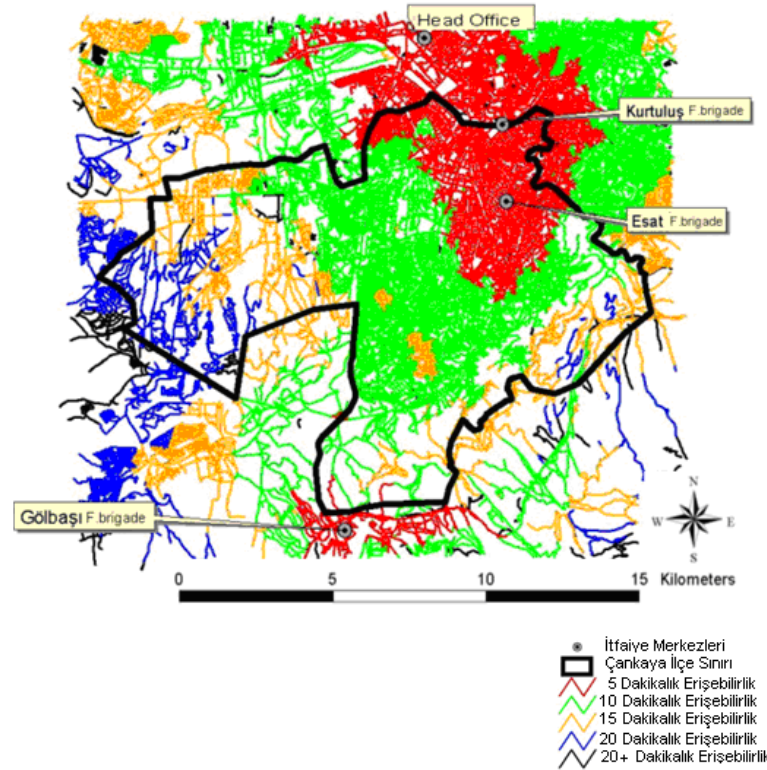 Head Office
Kurtuluş F.brigade
Esat F.brigade
Gölbaşı F.brigade
N
W E
S
0 5 10 15 Kilometers
İtfaiye Merkezleri
Çankaya İlçe Sınırı
5 Dakikalık Erişebilirlik
10 Dakikalık Erişebilirlik
15 Dakikalık Erişebilirlik
20 Dakikalık Erişebilirlik
20+ Dakikalık Erişebilirlik